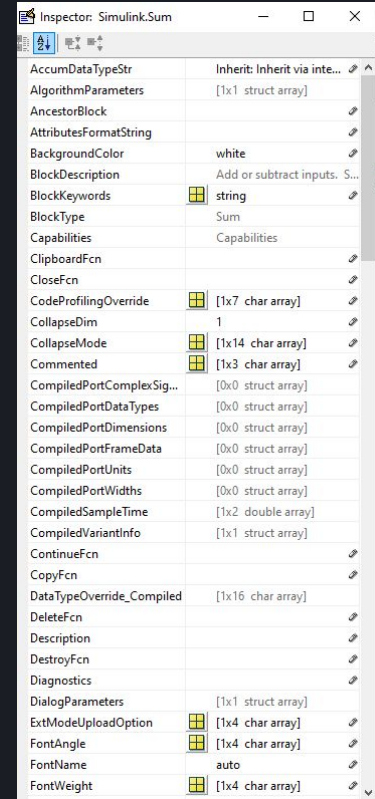 Inspector: Simulink.Sum
AccumDataTypeStr Inherit: Inherit via inte...
AlgorithmParameters [1x1 struct array]
AncestorBlock
AttributesFormatString
BackgroundColor white
BlockDescription Add or subtract inputs. S...
BlockKeywords string
BlockType Sum
Capabilities Capabilities
ClipboardFcn
CloseFcn
CodeProfilingOverride [1x7 char array]
CollapseDim 1
CollapseMode [1x14 char array]
Commented [1x3 char array]
CompiledPortComplexSig... [0x0 struct array]
CompiledPortDataTypes [0x0 struct array]
CompiledPortDimensions [0x0 struct array]
CompiledPortFrameData [0x0 struct array]
CompiledPortUnits [0x0 struct array]
CompiledPortWidths [0x0 struct array]
CompiledSampleTime [1x2 double array]
CompiledVariantInfo [1x1 struct array]
ContinueFcn
CopyFcn
DataTypeOverride_Compiled [1x16 char array]
DeleteFcn
Description
DestroyFcn
Diagnostics
DialogParameters [1x1 struct array]
ExtModeUploadOption [1x4 char array]
FontAngle [1x4 char array]
FontName auto
FontWeight [1x4 char array]